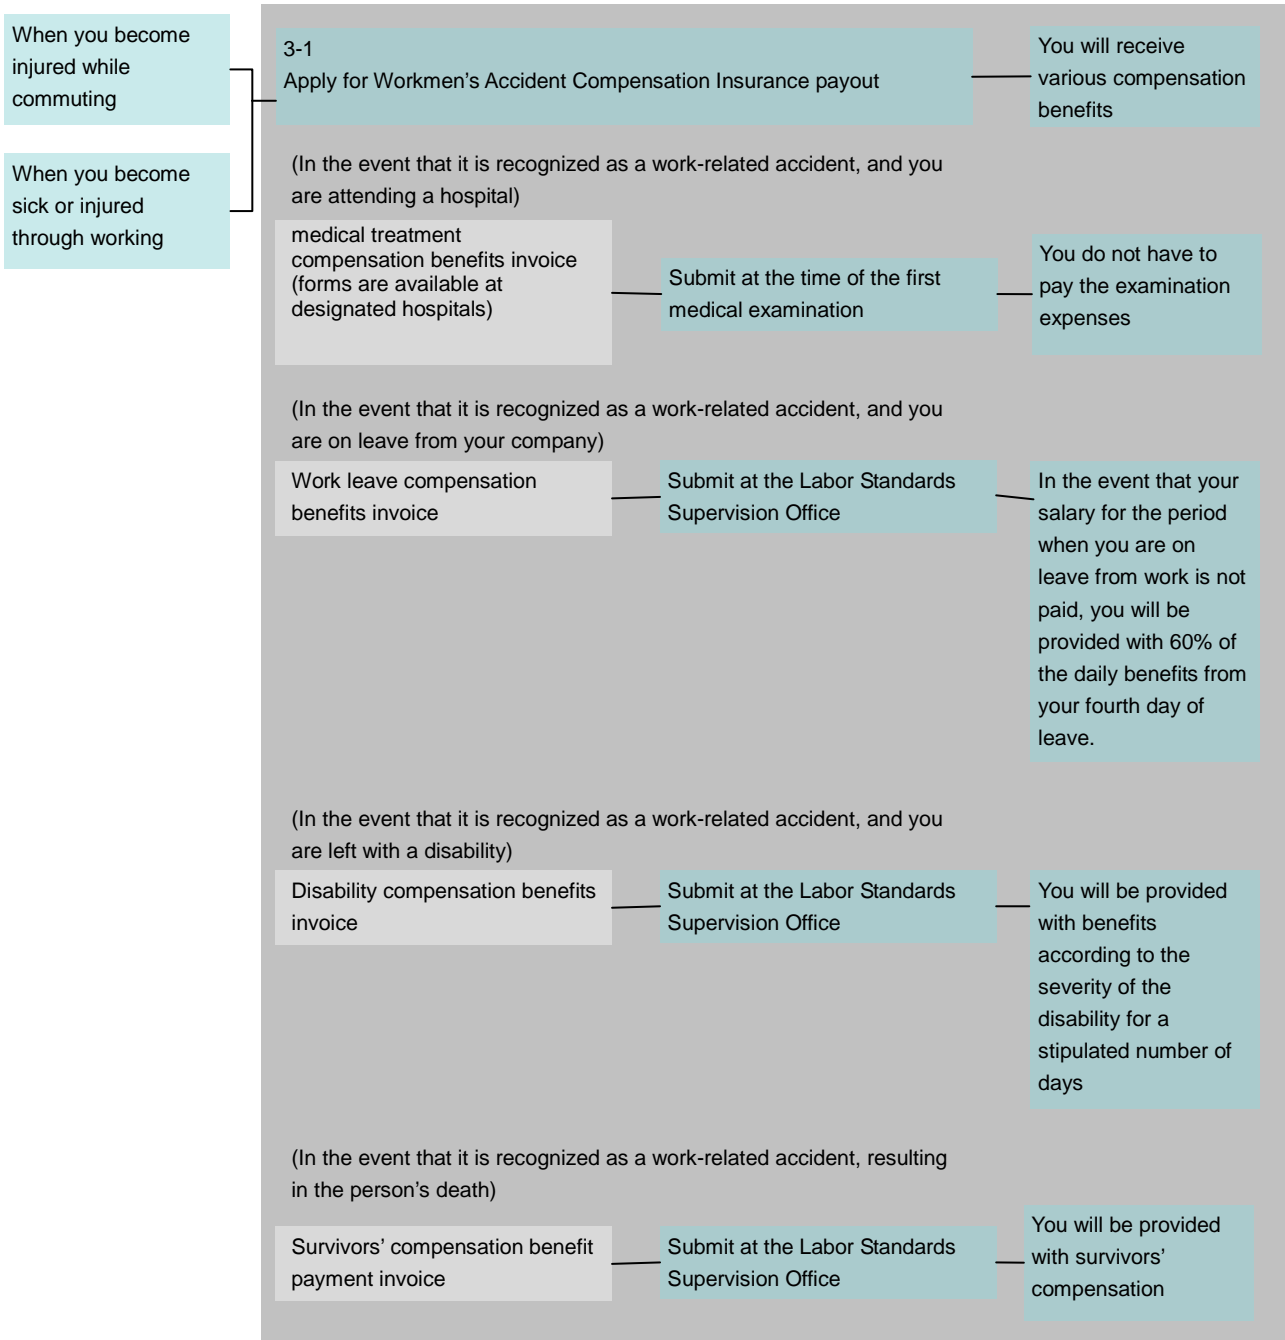 When you become
injured while
commuting
When you become
sick or injured
through working
3-1
Apply for Workmen’s Accident Compensation Insurance payout
You will receive
various compensation
benefits
(In the event that it is recognized as a work-related accident, and you
are attending a hospital)
medical treatment
compensation benefits invoice
(forms are available at
designated hospitals)
Submit at the time of the first
medical examination
You do not have to
pay the examination
expenses
(In the event that it is recognized as a work-related accident, and you
are on leave from your company)
Work leave compensation
benefits invoice
Submit at the Labor Standards
Supervision Office
In the event that your
salary for the period
when you are on
leave from work is not
paid, you will be
provided with 60% of
the daily benefits from
your fourth day of
leave.
(In the event that it is recognized as a work-related accident, and you
are left with a disability)
Disability compensation benefits
invoice
Submit at the Labor Standards
Supervision Office
You will be provided
with benefits
according to the
severity of the
disability for a
stipulated number of
days
(In the event that it is recognized as a work-related accident, resulting
in the person’s death)
Survivors’ compensation benefit
payment invoice
Submit at the Labor Standards
Supervision Office
You will be provided
with survivors’
compensation